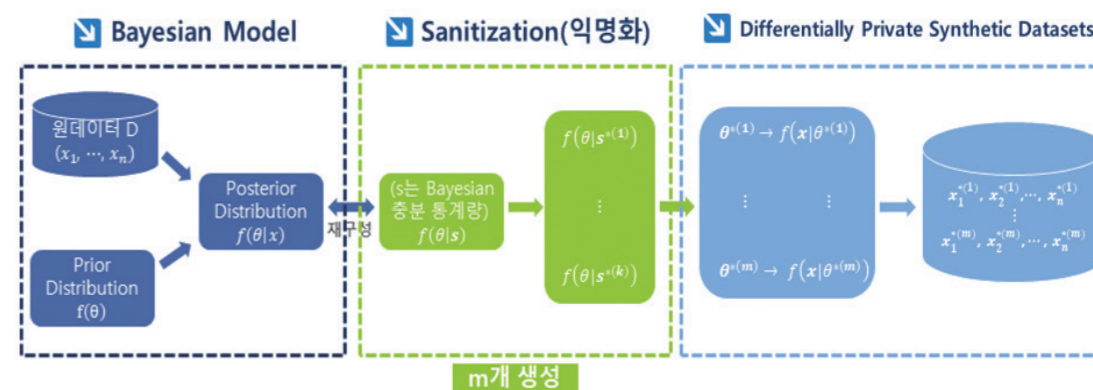 Bayesian Model
Sanitization(익명화)
Differentially Private Synthetic Datasets
원데이터 D
(x₁, ⋯, xₙ)
Prior
Distribution
f(θ)
Posterior
Distribution
f(θ|x)
재구성
(s는 Bayesian
충분 통계량)
f(θ|s)
f(θ|s*⁽¹⁾)
⋮
f(θ|s*⁽ᵏ⁾)
θ*⁽¹⁾ → f(x|θ*⁽¹⁾)
⋮ ⋮
θ*⁽ᵐ⁾ → f(x|θ*⁽ᵐ⁾)
x₁*⁽¹⁾, x₂*⁽¹⁾,⋯, xₙ*⁽¹⁾
⋮
x₁*⁽ᵐ⁾, x₂*⁽ᵐ⁾,⋯, xₙ*⁽ᵐ⁾
m개 생성